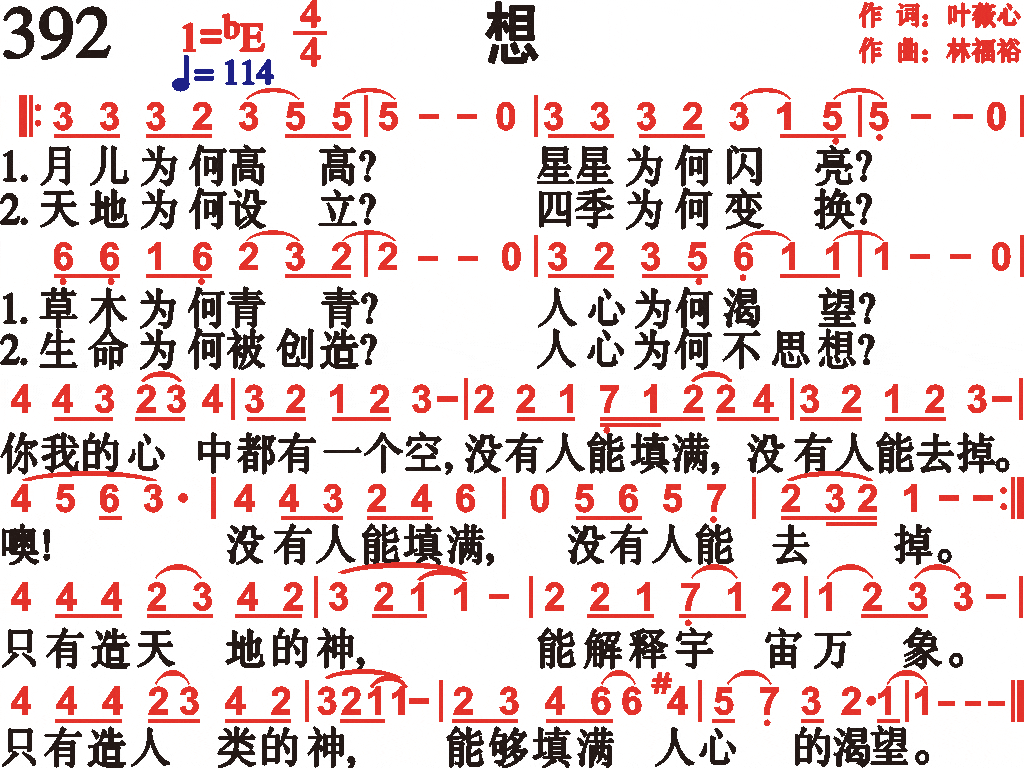 392 1=bE 4/4 想 作 词：叶薇心
♩= 114 作 曲：林福裕
‖: 3 3 3 2 3 5 5 | 5 - - 0 | 3 3 3 2 3 1 5 | 5 - - 0 |
1. 月 儿 为 何 高 高? 星 星 为 何 闪 亮?
2. 天 地 为 何 设 立? 四 季 为 何 变 换?
6 6 1 6 2 3 2 | 2 - - 0 | 3 2 3 5 6 1 1 | 1 - - 0 |
1. 草 木 为 何 青 青? 人 心 为 何 渴 望?
2. 生 命 为 何 被 创 造? 人 心 为 何 不 思 想?
4 4 3 2 3 4 | 3 2 1 2 3 - | 2 2 1 7 1 2 2 4 | 3 2 1 2 3 - |
你 我 的 心 中 都 有 一 个 空, 没 有 人 能 填 满, 没 有 人 能 去 掉。
4 5 6 3 · | 4 4 3 2 4 6 | 0 5 6 5 7 | 2 3 2 1 - - :‖
噢! 没 有 人 能 填 满, 没 有 人 能 去 掉。
4 4 4 2 3 4 2 | 3 2 1 1 - | 2 2 1 7 1 2 | 1 2 3 3 - |
只 有 造 天 地 的 神, 能 解 释 宇 宙 万 象。
4 4 4 2 3 4 2 | 3 2 1 1 - | 2 3 4 6 6 #4 | 5 7 3 2· 1 | 1 - - ‖
只 有 造 人 类 的 神, 能 够 填 满 人 心 的 渴 望。